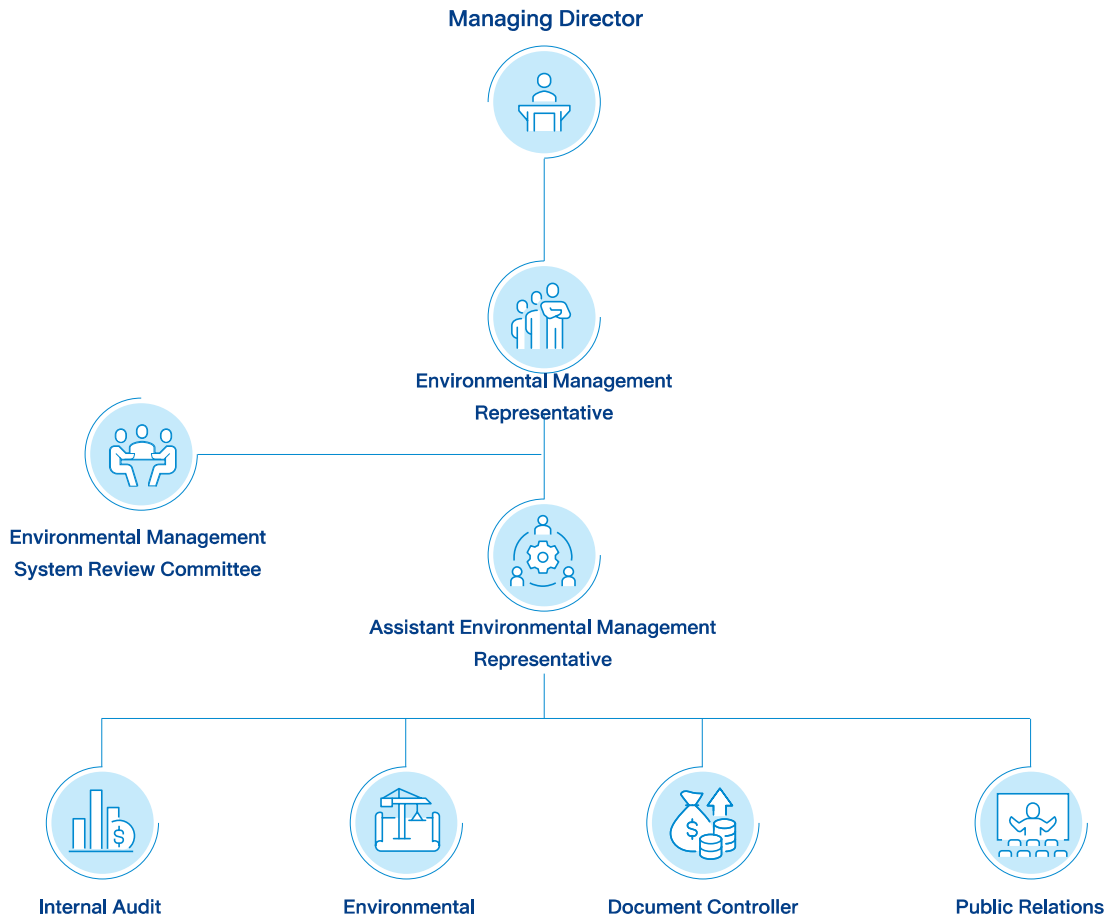 Managing Director
Environmental Management
Representative
Environmental Management
System Review Committee
Assistant Environmental Management
Representative
$
$
Internal Audit
Environmental
Document Controller
Public Relations